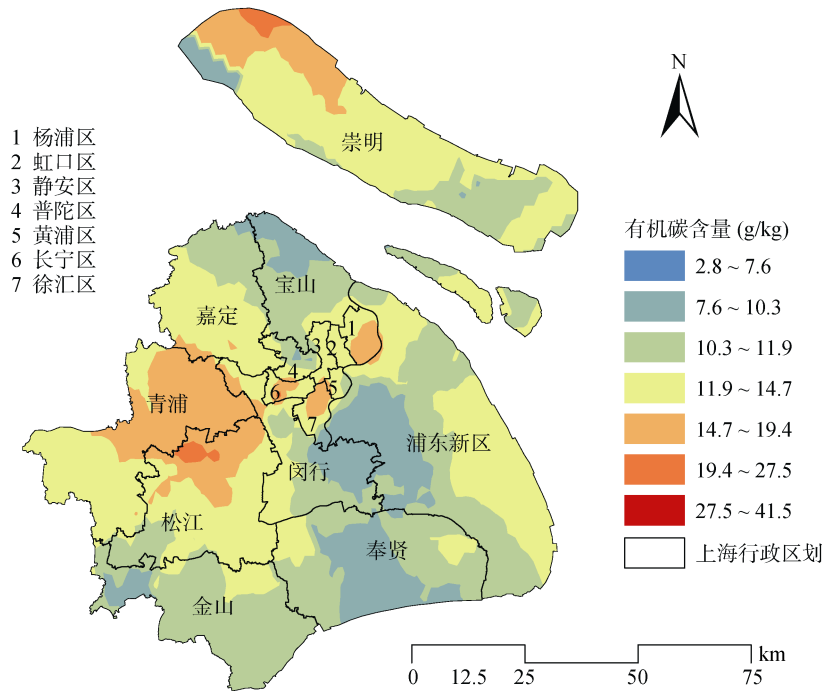 N
崇明
1 杨浦区
2 虹口区
3 静安区
4 普陀区
5 黄浦区
6 长宁区
7 徐汇区
有机碳含量 (g/kg)
2.8 ~ 7.6
7.6 ~ 10.3
10.3 ~ 11.9
11.9 ~ 14.7
14.7 ~ 19.4
19.4 ~ 27.5
27.5 ~ 41.5
上海行政区划
宝山
嘉定
1
3
2
4
5
6
7
青浦
浦东新区
闵行
松江
奉贤
金山
km
0 12.5 25 50 75